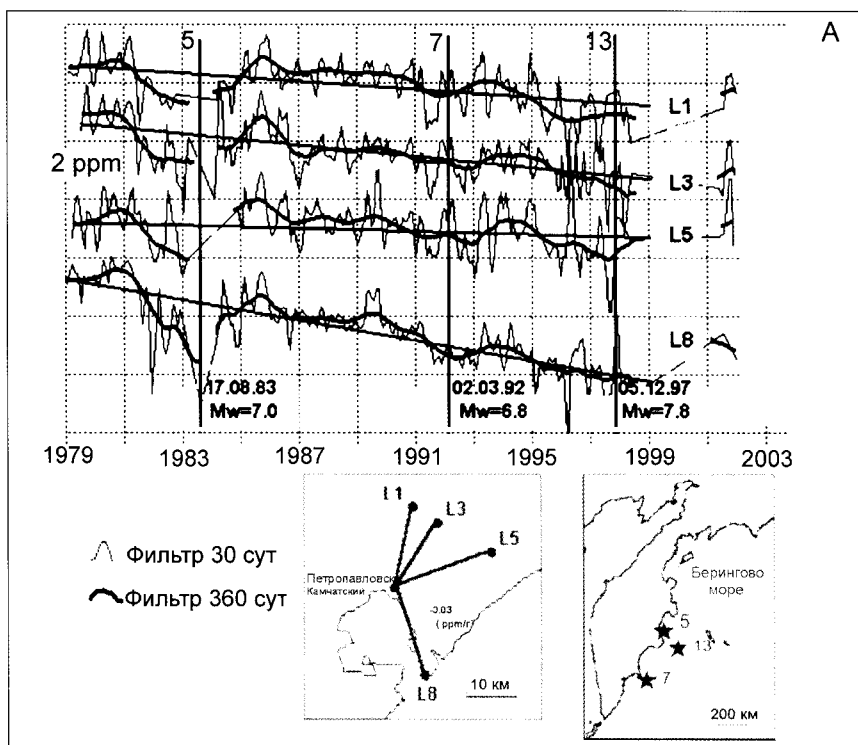 А
5 7 13
L1
L3
2 ppm
L5
L8
17.08.83 02.03.92 05.12.97
Mw=7.0 Mw=6.8 Mw=7.8
1979 1983 1987 1991 1995 1999 2003
Фильтр 30 сут
Фильтр 360 сут
L1
L3
L5
Петропавловск
Камчатский
( ppm/г)
L8
10 км
Берингово
море
5
13
7
200 км